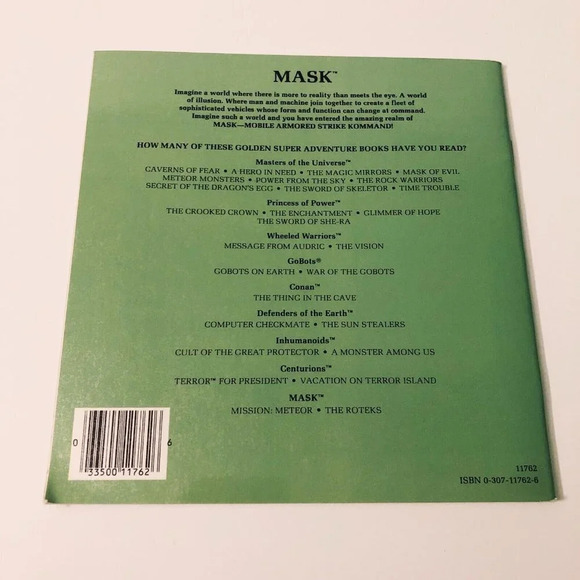 MASK™
Imagine a world where there is more to reality than meets the eye. A world
of illusion. Where man and machine join together to create a fleet of
sophisticated vehicles whose form and function can change at command.
Imagine such a world and you have entered the amazing realm of
MASK—MOBILE ARMORED STRIKE KOMMAND!
HOW MANY OF THESE GOLDEN SUPER ADVENTURE BOOKS HAVE YOU READ?
Masters of the Universe™
CAVERNS OF FEAR • A HERO IN NEED • THE MAGIC MIRRORS • MASK OF EVIL
METEOR MONSTERS • POWER FROM THE SKY • THE ROCK WARRIORS
SECRET OF THE DRAGON'S EGG • THE SWORD OF SKELETOR • TIME TROUBLE
Princess of Power™
THE CROOKED CROWN • THE ENCHANTMENT • GLIMMER OF HOPE
THE SWORD OF SHE-RA
Wheeled Warriors™
MESSAGE FROM AUDRIC • THE VISION
GoBots®
GOBOTS ON EARTH • WAR OF THE GOBOTS
Conan™
THE THING IN THE CAVE
Defenders of the Earth™
COMPUTER CHECKMATE • THE SUN STEALERS
Inhumanoids™
CULT OF THE GREAT PROTECTOR • A MONSTER AMONG US
Centurions™
TERROR™ FOR PRESIDENT • VACATION ON TERROR ISLAND
MASK™
MISSION: METEOR • THE ROTEKS
0 33500 11762 6
11762
ISBN 0-307-11762-6